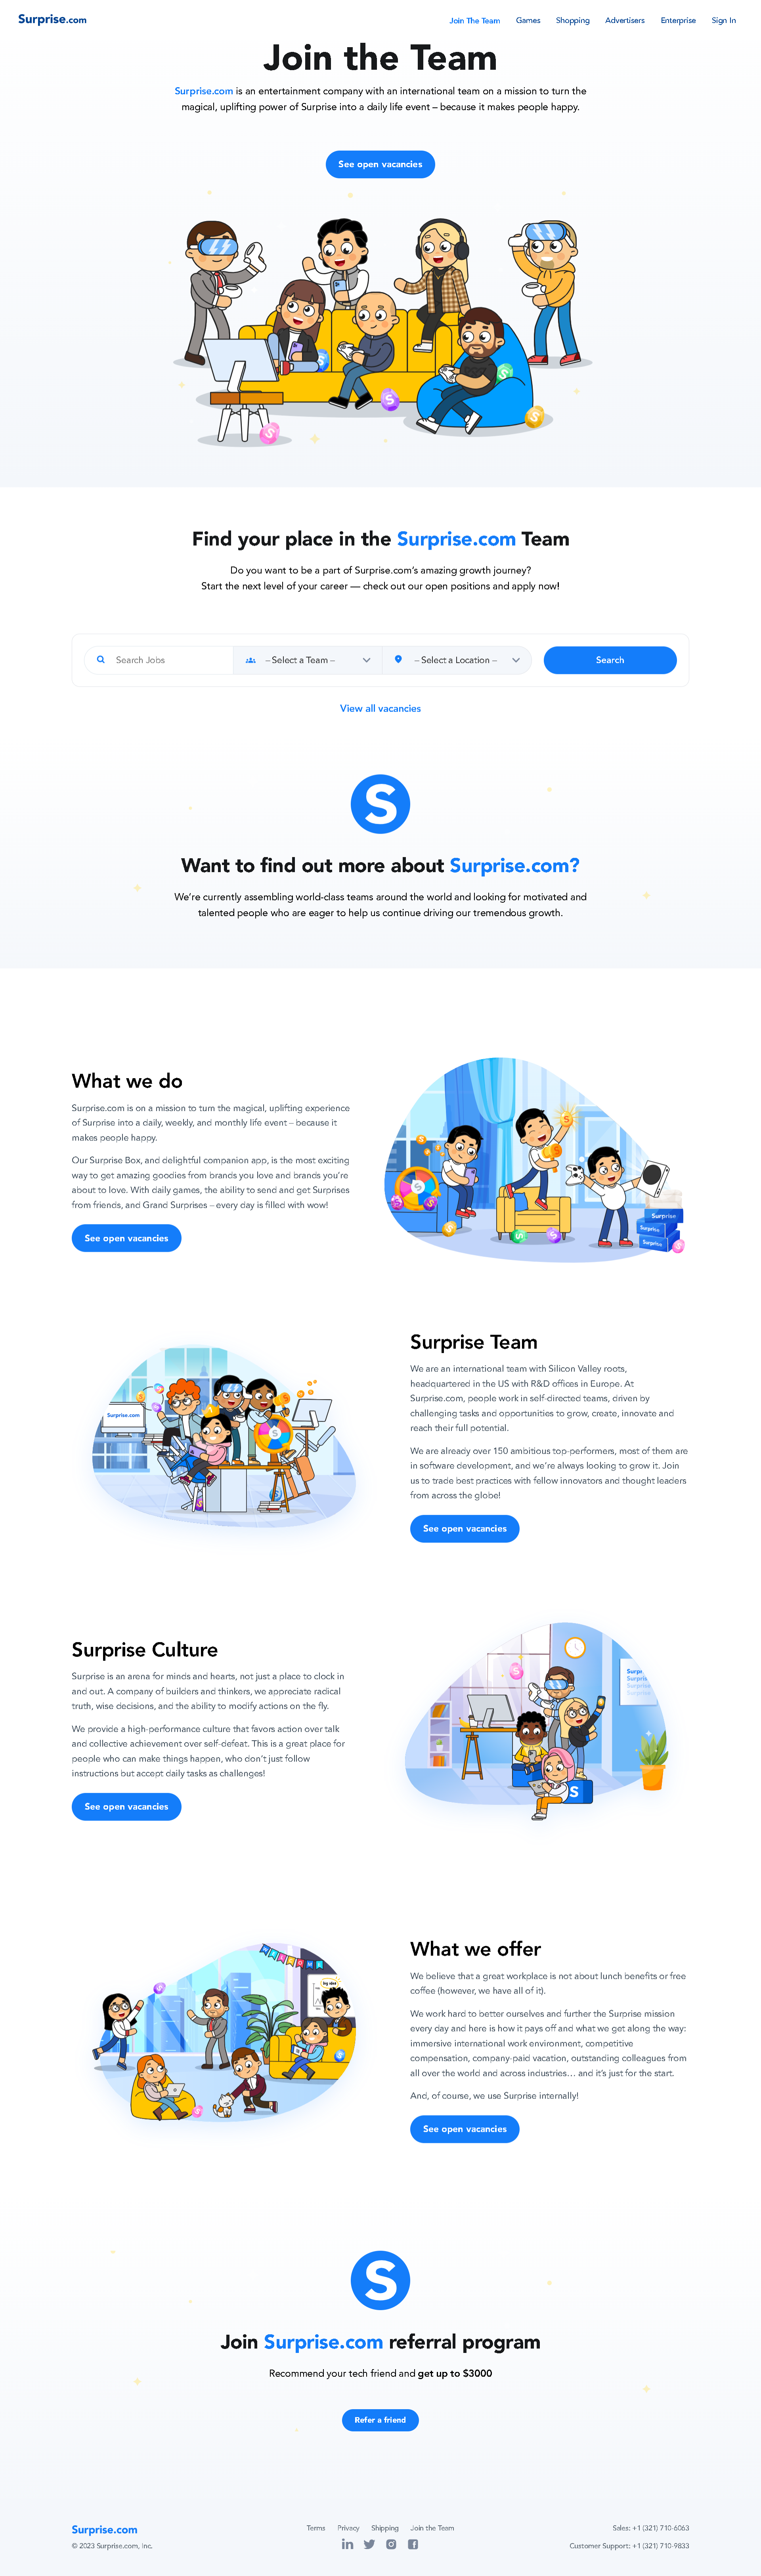 Surprise.com
Join The Team
Games
Shopping
Advertisers
Enterprise
Sign In
Join the Team
Surprise.com is an entertainment company with an international team on a mission to turn the
magical, uplifting power of Surprise into a daily life event – because it makes people happy.
See open vacancies
Find your place in the Surprise.com Team
Do you want to be a part of Surprise.com's amazing growth journey?
Start the next level of your career — check out our open positions and apply now!
Search Jobs
– Select a Team –
– Select a Location –
Search
View all vacancies
S
Want to find out more about Surprise.com?
We're currently assembling world-class teams around the world and looking for motivated and
talented people who are eager to help us continue driving our tremendous growth.
What we do
Surprise.com is on a mission to turn the magical, uplifting experience
of Surprise into a daily, weekly, and monthly life event – because it
makes people happy.
Our Surprise Box, and delightful companion app, is the most exciting
way to get amazing goodies from brands you love and brands you're
about to love. With daily games, the ability to send and get Surprises
from friends, and Grand Surprises – every day is filled with wow!
See open vacancies
Surprise
Surprise
Surprise
Surprise.com
Surprise Team
We are an international team with Silicon Valley roots,
headquartered in the US with R&D offices in Europe. At
Surprise.com, people work in self-directed teams, driven by
challenging tasks and opportunities to grow, create, innovate and
reach their full potential.
We are already over 150 ambitious top-performers, most of them are
in software development, and we're always looking to grow it. Join
us to trade best practices with fellow innovators and thought leaders
from across the globe!
See open vacancies
Surprise Culture
Surprise is an arena for minds and hearts, not just a place to clock in
and out. A company of builders and thinkers, we appreciate radical
truth, wise decisions, and the ability to modify actions on the fly.
We provide a high-performance culture that favors action over talk
and collective achievement over self-defeat. This is a great place for
people who can make things happen, who don't just follow
instructions but accept daily tasks as challenges!
See open vacancies
Surpr
Surpris
Surpris
Surpris
S
WELCOME
big idea
What we offer
We believe that a great workplace is not about lunch benefits or free
coffee (however, we have all of it).
We work hard to better ourselves and further the Surprise mission
every day and here is how it pays off and what we get along the way:
immersive international work environment, competitive
compensation, company-paid vacation, outstanding colleagues from
all over the world and across industries… and it's just for the start.
And, of course, we use Surprise internally!
See open vacancies
S
Join Surprise.com referral program
Recommend your tech friend and get up to $3000
Refer a friend
Surprise.com
© 2023 Surprise.com, inc.
Terms
Privacy
Shipping
Join the Team
Sales: +1 (321) 710-6063
Customer Support: +1 (321) 710-9833